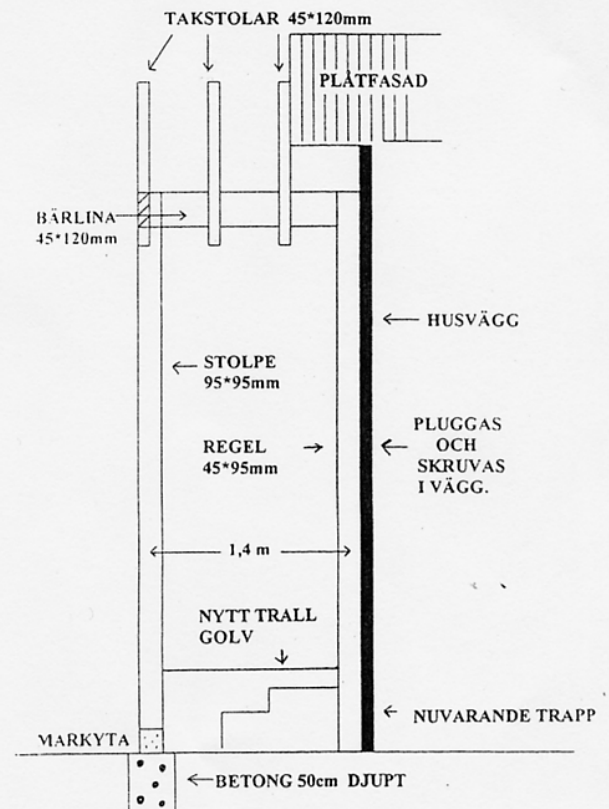 TAKSTOLAR 45*120mm
PLÅTFASAD
BÄRLINA
45*120mm
HUSVÄGG
STOLPE
95*95mm
REGEL
45*95mm
PLUGGAS
OCH
SKRUVAS
I VÄGG.
1,4 m
NYTT TRALL
GOLV
NUVARANDE TRAPP
MARKYTA
BETONG 50cm DJUPT